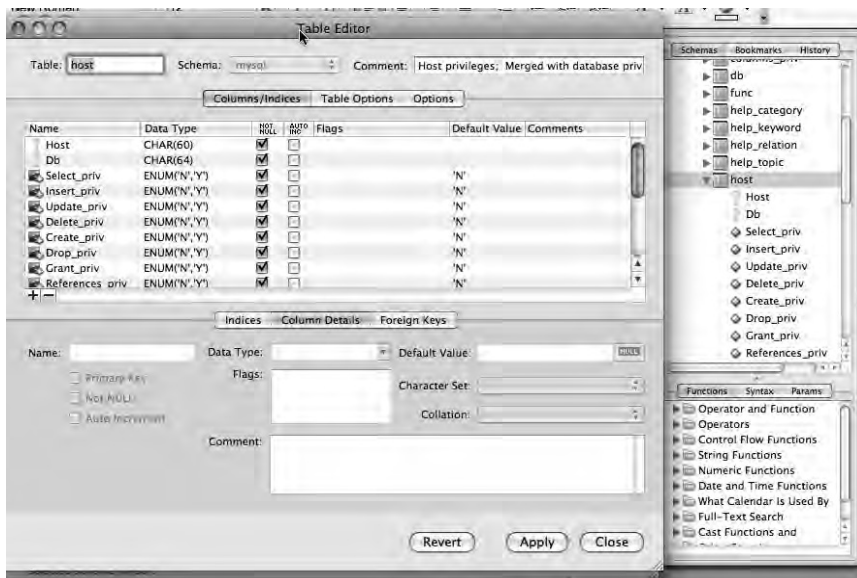 Table Editor
Table: host Schema: mysql Comment: Host privileges; Merged with database priv
Columns/Indices Table Options Options
Name Data Type NOT NULL AUTO INC Flags Default Value Comments
Host CHAR(60)
Db CHAR(64)
Select_priv ENUM('N','Y') 'N'
Insert_priv ENUM('N','Y') 'N'
Update_priv ENUM('N','Y') 'N'
Delete_priv ENUM('N','Y') 'N'
Create_priv ENUM('N','Y') 'N'
Drop_priv ENUM('N','Y') 'N'
Grant_priv ENUM('N','Y') 'N'
References_priv ENUM('N','Y') 'N'
Indices Column Details Foreign Keys
Name: Data Type: Default Value: NULL
Primary Key
Not NULL
Auto Increment
Flags:
Character Set:
Collation:
Comment:
Revert Apply Close
Schemas Bookmarks History
columns_priv
db
func
help_category
help_keyword
help_relation
help_topic
host
Host
Db
Select_priv
Insert_priv
Update_priv
Delete_priv
Create_priv
Drop_priv
Grant_priv
References_priv
Functions Syntax Params
Operator and Function
Operators
Control Flow Functions
String Functions
Numeric Functions
Date and Time Functions
What Calendar Is Used By
Full-Text Search
Cast Functions and